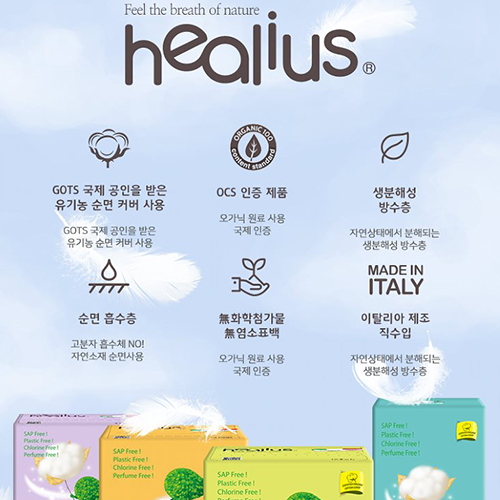 Feel the breath of nature
healius®
ORGANIC 100
content standard
GOTS 국제 공인을 받은
유기농 순면 커버 사용
GOTS 국제 공인을 받은
유기농 순면 커버 사용
OCS 인증 제품
오가닉 원료 사용
국제 인증
생분해성
방수층
자연상태에서 분해되는
생분해성 방수층
순면 흡수층
고분자 흡수체 NO!
자연소재 순면사용
無화학첨가물
無염소표백
오가닉 원료 사용
국제 인증
MADE IN
ITALY
이탈리아 제조
직수입
자연상태에서 분해되는
생분해성 방수층
SAP Free !
Plastic Free !
Chlorine Free !
Perfume Free !
SAP Free !
Plastic Free !
Chlorine Free !
Perfume Free !
SAP Free !
Plastic Free !
Chlorine Free !
Perfume Free !
SAP Free !
Plastic Free !
Chlorine Free !
Perfume Free !